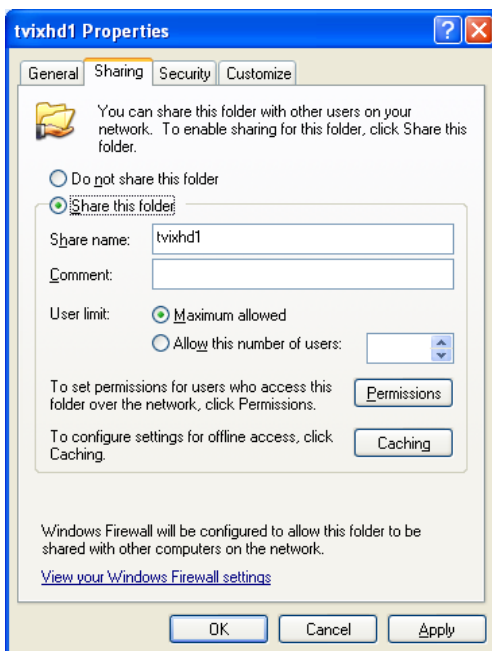 tvixhd1 Properties
General Sharing Security Customize
You can share this folder with other users on your
network. To enable sharing for this folder, click Share this
folder.
Do not share this folder
Share this folder
Share name: tvixhd1
Comment:
User limit: Maximum allowed
Allow this number of users:
To set permissions for users who access this
folder over the network, click Permissions.
Permissions
To configure settings for offline access, click
Caching.
Caching
Windows Firewall will be configured to allow this folder to be
shared with other computers on the network.
View your Windows Firewall settings
OK Cancel Apply